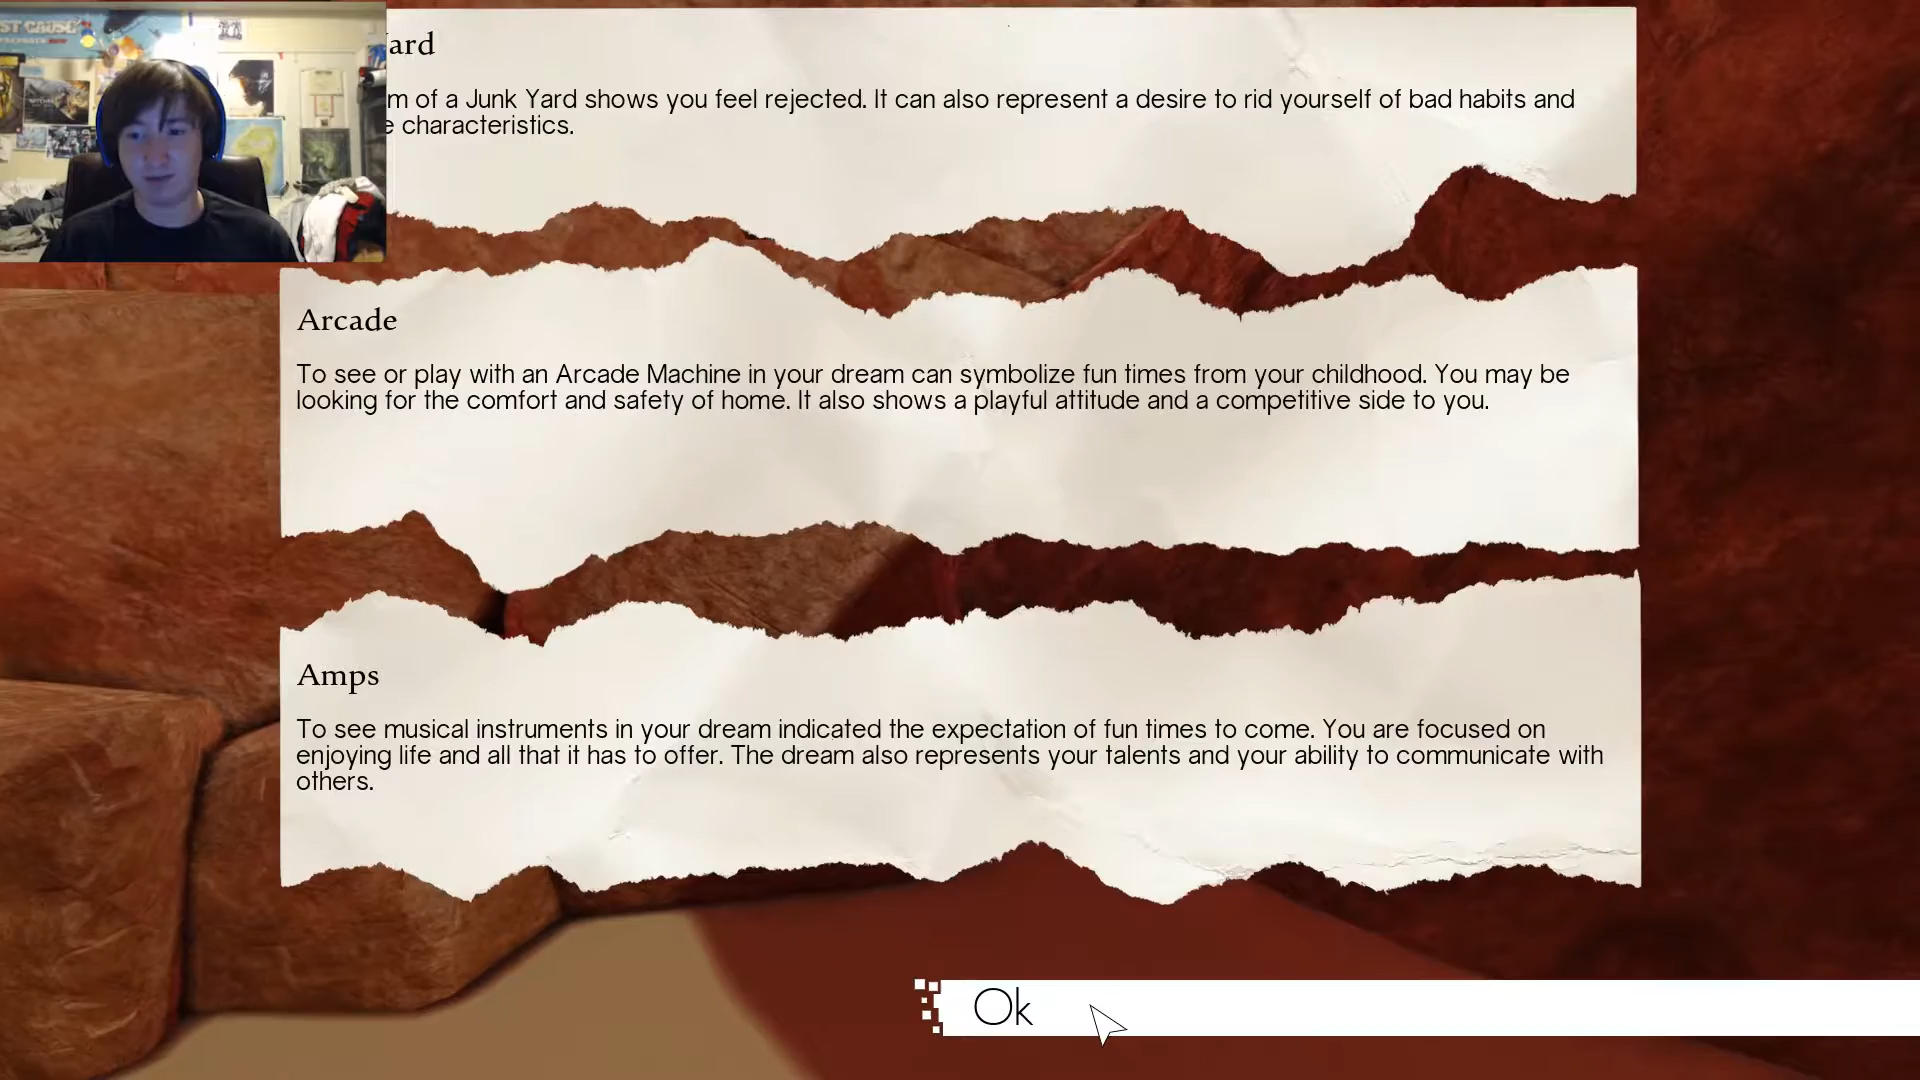 ard
m of a Junk Yard shows you feel rejected. It can also represent a desire to rid yourself of bad habits and
e characteristics.
Arcade
To see or play with an Arcade Machine in your dream can symbolize fun times from your childhood. You may be
looking for the comfort and safety of home. It also shows a playful attitude and a competitive side to you.
Amps
To see musical instruments in your dream indicated the expectation of fun times to come. You are focused on
enjoying life and all that it has to offer. The dream also represents your talents and your ability to communicate with
others.
Ok